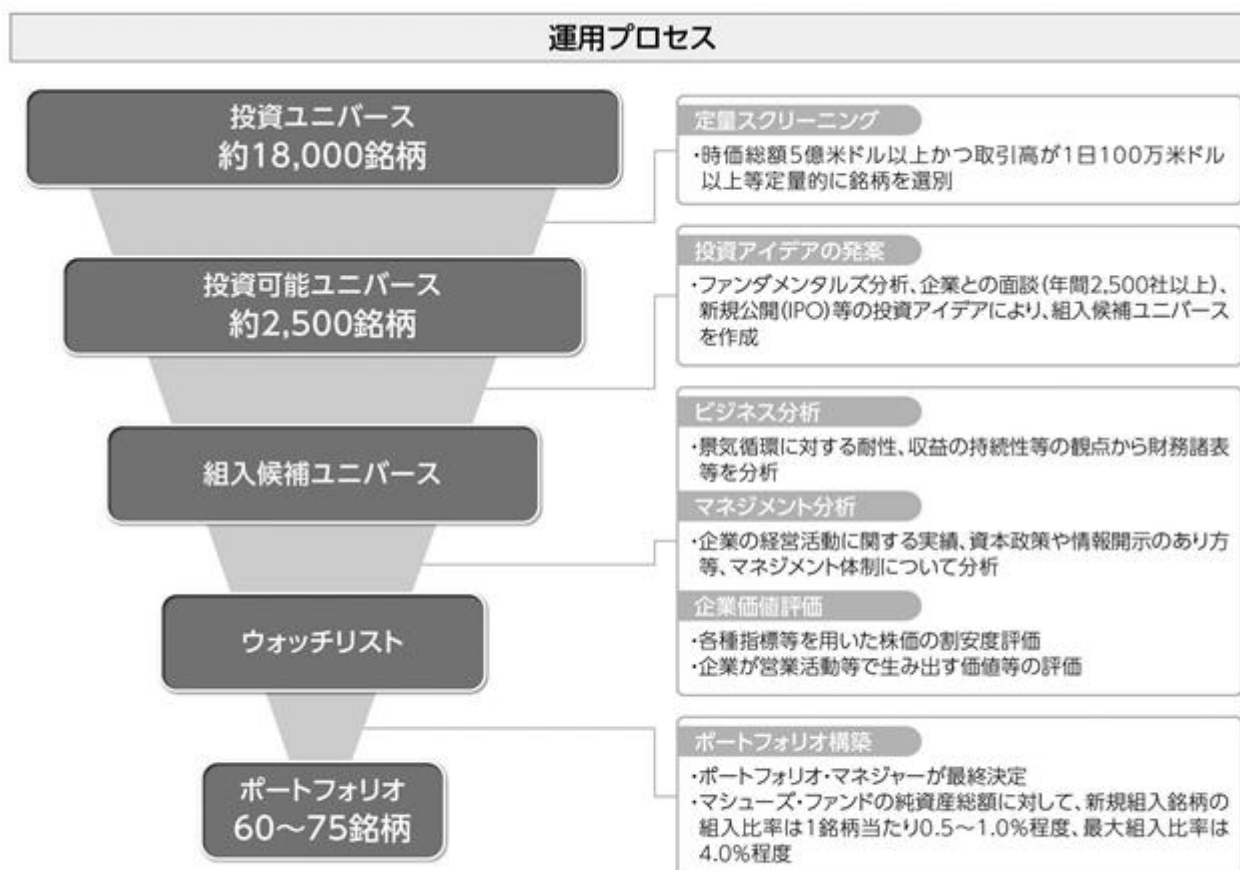 運用プロセス
投資ユニバース
約18,000銘柄
定量スクリーニング
・時価総額5億米ドル以上かつ取引高が1日100万米ドル
以上等定量的に銘柄を選別
投資可能ユニバース
約2,500銘柄
投資アイデアの発案
・ファンダメンタルズ分析、企業との面談(年間2,500社以上)、
新規公開(IPO)等の投資アイデアにより、組入候補ユニバース
を作成
組入候補ユニバース
ビジネス分析
・景気循環に対する耐性、収益の持続性等の観点から財務諸表
等を分析
マネジメント分析
・企業の経営活動に関する実績、資本政策や情報開示のあり方
等、マネジメント体制について分析
企業価値評価
・各種指標等を用いた株価の割安度評価
・企業が営業活動等で生み出す価値等の評価
ウォッチリスト
ポートフォリオ構築
・ポートフォリオ・マネジャーが最終決定
・マシューズ・ファンドの純資産総額に対して、新規組入銘柄の
組入比率は1銘柄当たり0.5～1.0%程度、最大組入比率は
4.0%程度
ポートフォリオ
60～75銘柄